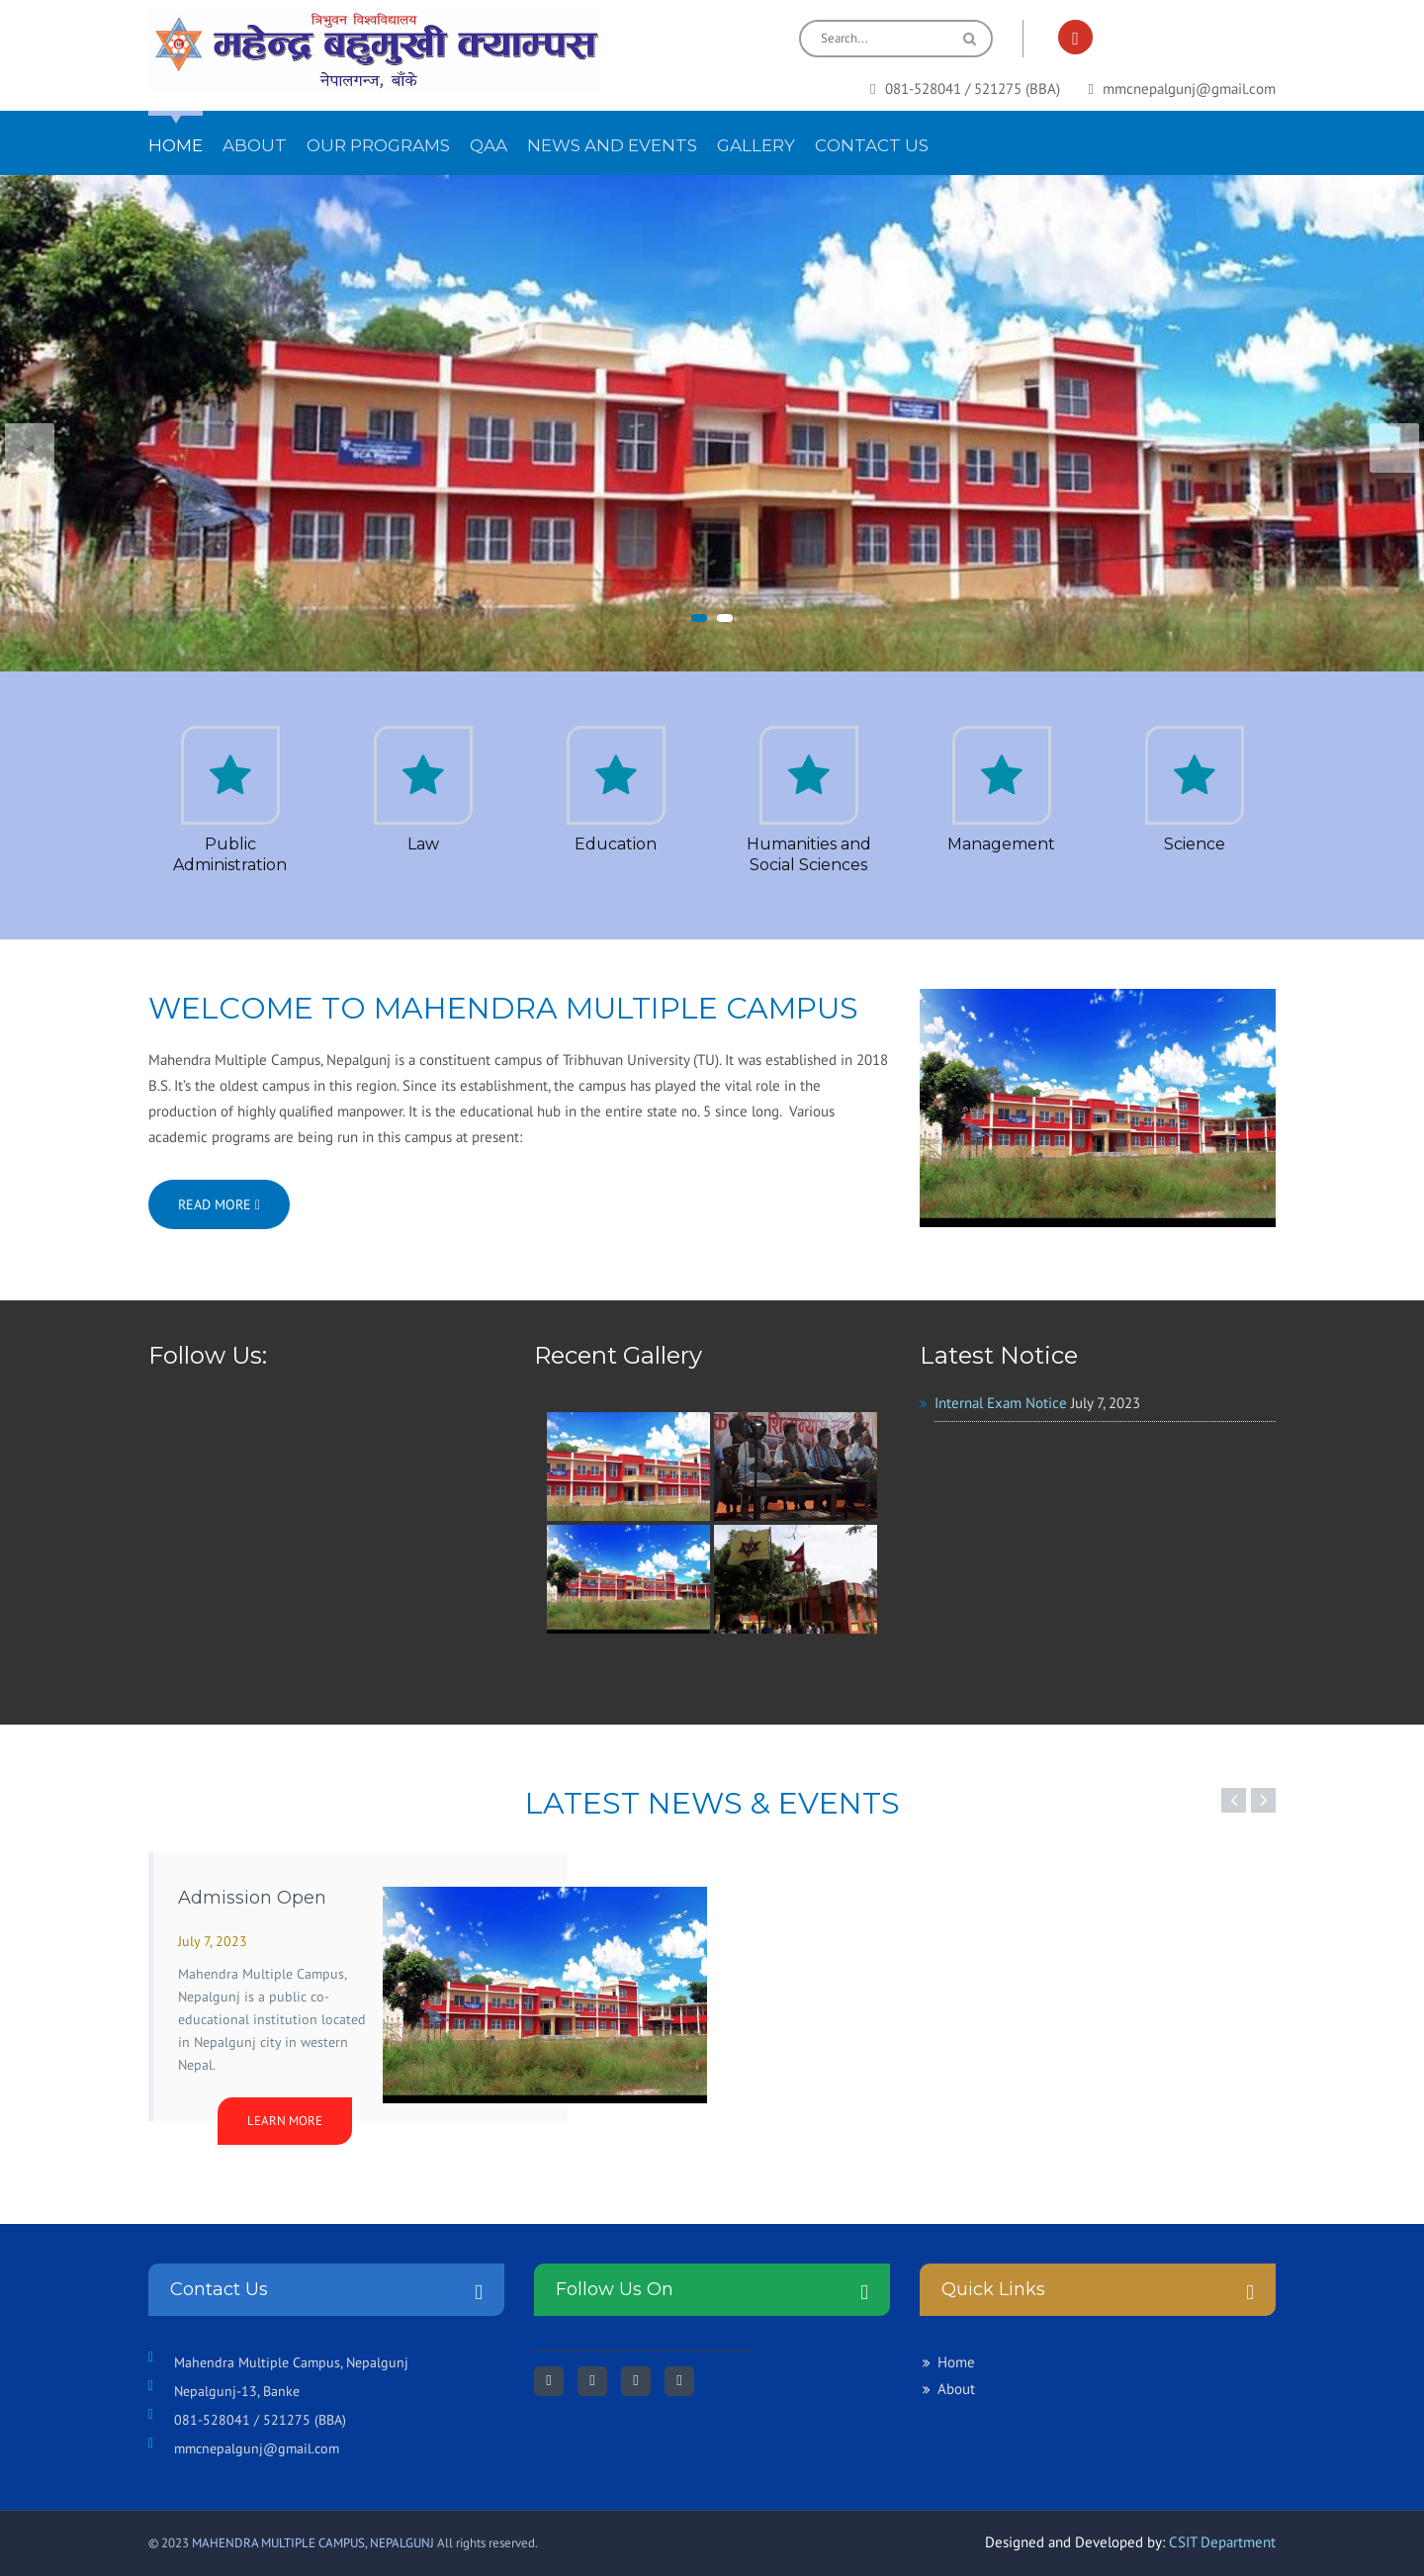 त्रिभुवन विश्वविद्यालय
महेन्द्र बहुमुखी क्याम्पस
नेपालगन्ज, बाँके
Search...
081-528041 / 521275 (BBA) mmcnepalgunj@gmail.com
HOME ABOUT OUR PROGRAMS QAA NEWS AND EVENTS GALLERY CONTACT US
BCA Program
Public Administration
Law
Education
Humanities and Social Sciences
Management
Science
WELCOME TO MAHENDRA MULTIPLE CAMPUS
Mahendra Multiple Campus, Nepalgunj is a constituent campus of Tribhuvan University (TU). It was established in 2018
B.S. It’s the oldest campus in this region. Since its establishment, the campus has played the vital role in the
production of highly qualified manpower. It is the educational hub in the entire state no. 5 since long.  Various
academic programs are being run in this campus at present:
READ MORE
Follow Us:
Recent Gallery
Latest Notice
Internal Exam Notice July 7, 2023
LATEST NEWS & EVENTS
Admission Open
July 7, 2023
Mahendra Multiple Campus,
Nepalgunj is a public co-
educational institution located
in Nepalgunj city in western
Nepal.
LEARN MORE
Contact Us
Mahendra Multiple Campus, Nepalgunj
Nepalgunj-13, Banke
081-528041 / 521275 (BBA)
mmcnepalgunj@gmail.com
Follow Us On
Quick Links
Home
About
© 2023 MAHENDRA MULTIPLE CAMPUS, NEPALGUNJ All rights reserved.
Designed and Developed by: CSIT Department